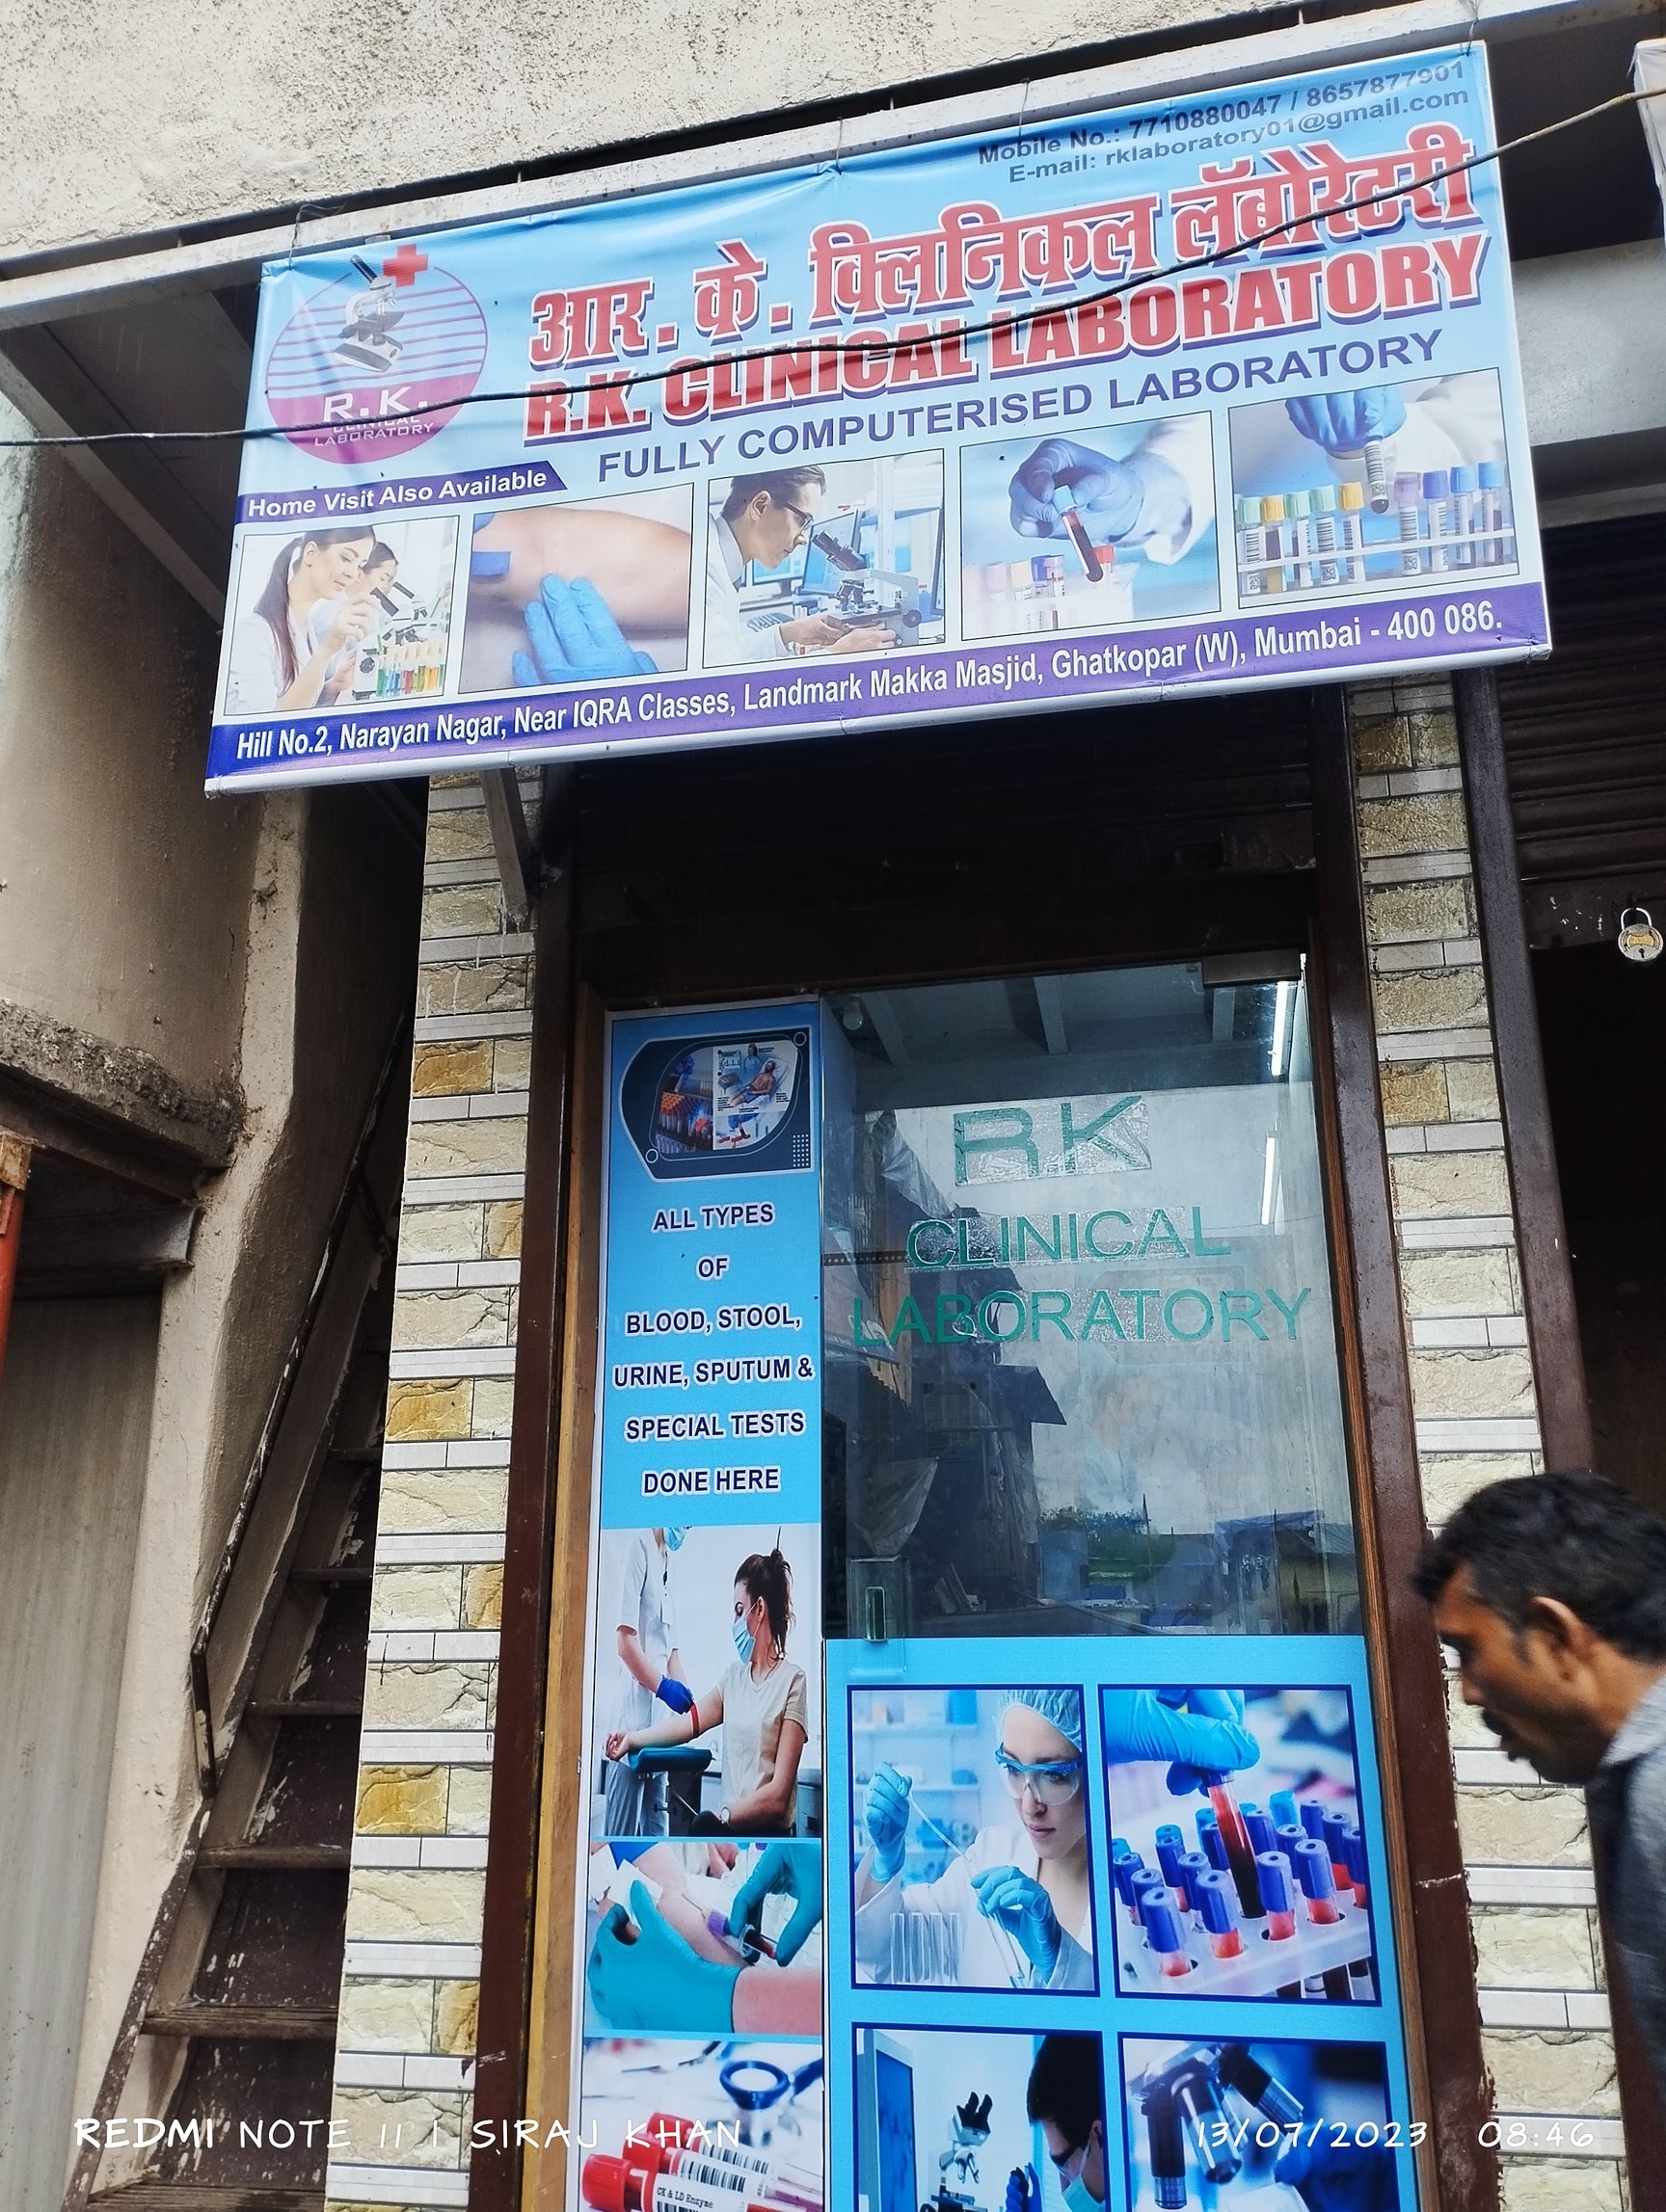 Mobile No.: 7710880047 / 8657877901
E-mail: rklaboratory01@gmail.com
आर. के. क्लिनिकल लॅबोरेटरी
R.K. CLINICAL LABORATORY
FULLY COMPUTERISED LABORATORY
R.K.
CLINICAL
LABORATORY
Home Visit Also Available
Hill No.2, Narayan Nagar, Near IQRA Classes, Landmark Makka Masjid, Ghatkopar (W), Mumbai - 400 086.
ALL TYPES
OF
BLOOD, STOOL,
URINE, SPUTUM &
SPECIAL TESTS
DONE HERE
R.K
CLINICAL
LABORATORY
CK & LD Enzyme
REDMI NOTE 11 | SIRAJ KHAN
13/07/2023 08:46